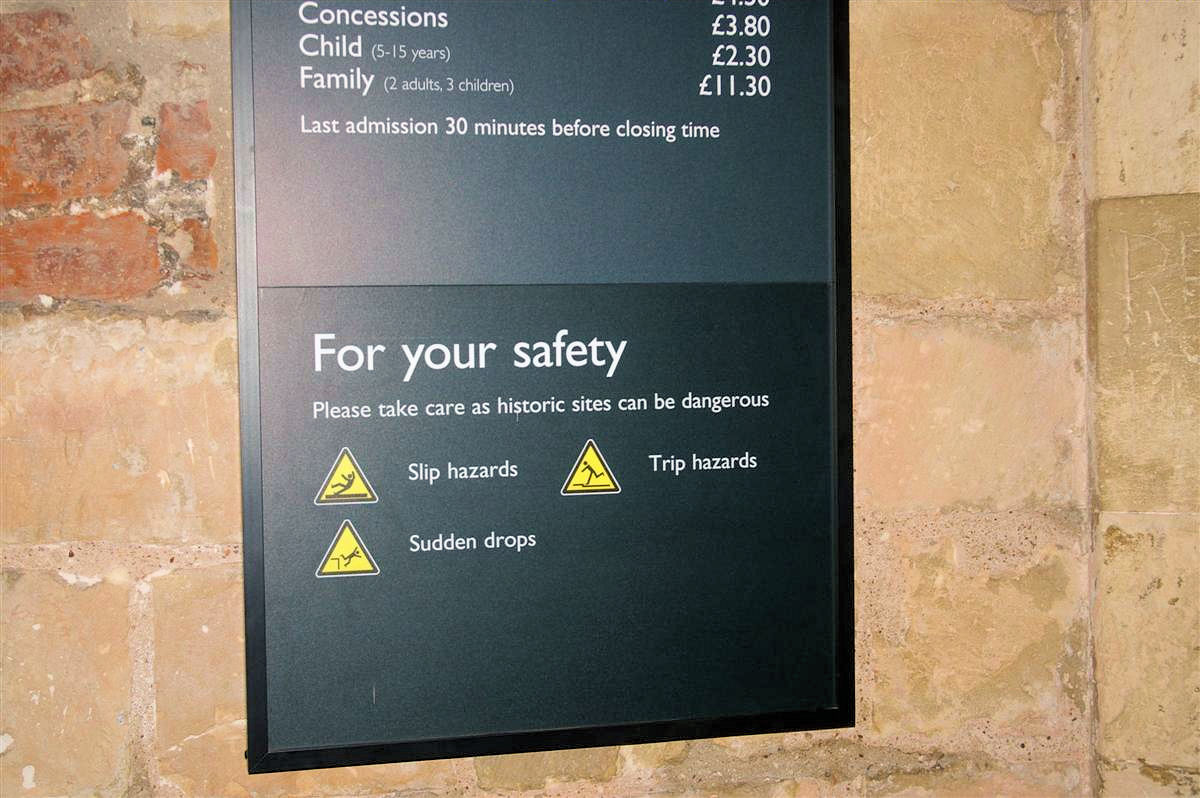 Concessions £3.80
Child (5-15 years) £2.30
Family (2 adults, 3 children) £11.30
Last admission 30 minutes before closing time
For your safety
Please take care as historic sites can be dangerous
Slip hazards Trip hazards
Sudden drops